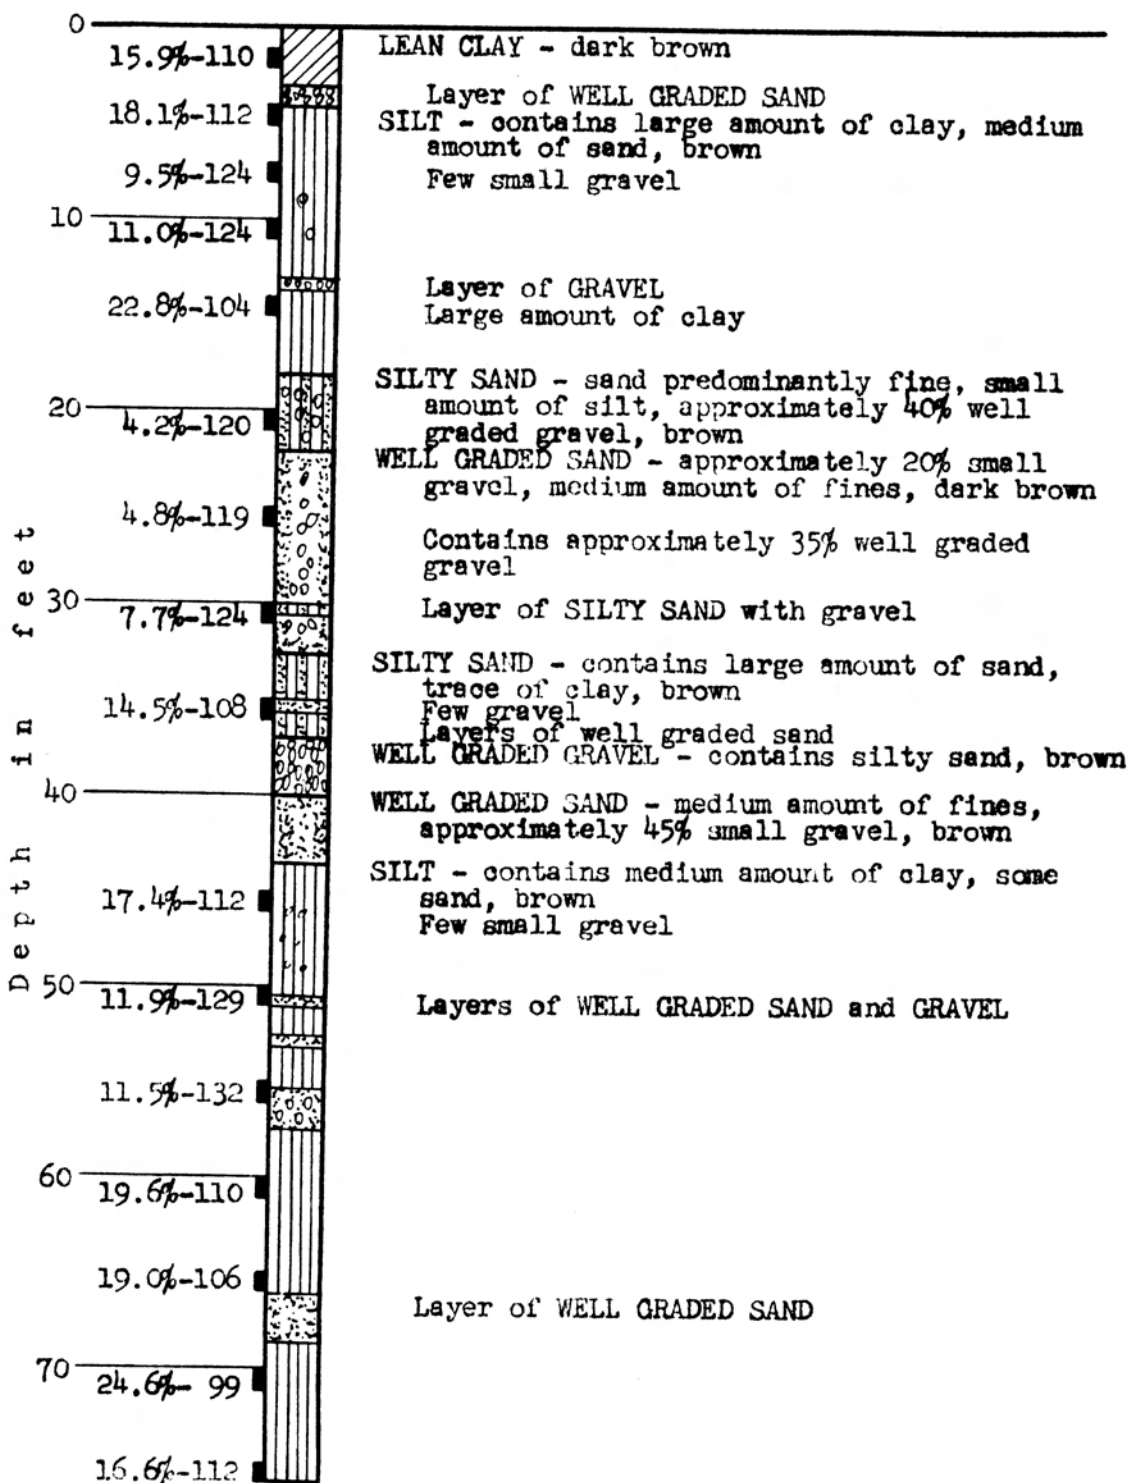 0
15.9%-110
LEAN CLAY - dark brown
Layer of WELL GRADED SAND
18.1%-112
SILT - contains large amount of clay, medium
amount of sand, brown
9.5%-124
Few small gravel
10
11.0%-124
Layer of GRAVEL
22.8%-104
Large amount of clay
SILTY SAND - sand predominantly fine, small
20
amount of silt, approximately 40% well
4.2%-120
graded gravel, brown
WELL GRADED SAND - approximately 20% small
gravel, medium amount of fines, dark brown
4.8%-119
Contains approximately 35% well graded
gravel
30
7.7%-124
Layer of SILTY SAND with gravel
SILTY SAND - contains large amount of sand,
trace of clay, brown
14.5%-108
Few gravel
Layers of well graded sand
WELL GRADED GRAVEL - contains silty sand, brown
40
WELL GRADED SAND - medium amount of fines,
approximately 45% small gravel, brown
SILT - contains medium amount of clay, some
17.4%-112
sand, brown
Few small gravel
50
11.9%-129
Layers of WELL GRADED SAND and GRAVEL
11.5%-132
60
19.6%-110
19.0%-106
Layer of WELL GRADED SAND
70
24.6%- 99
16.6%-112
Depth in feet